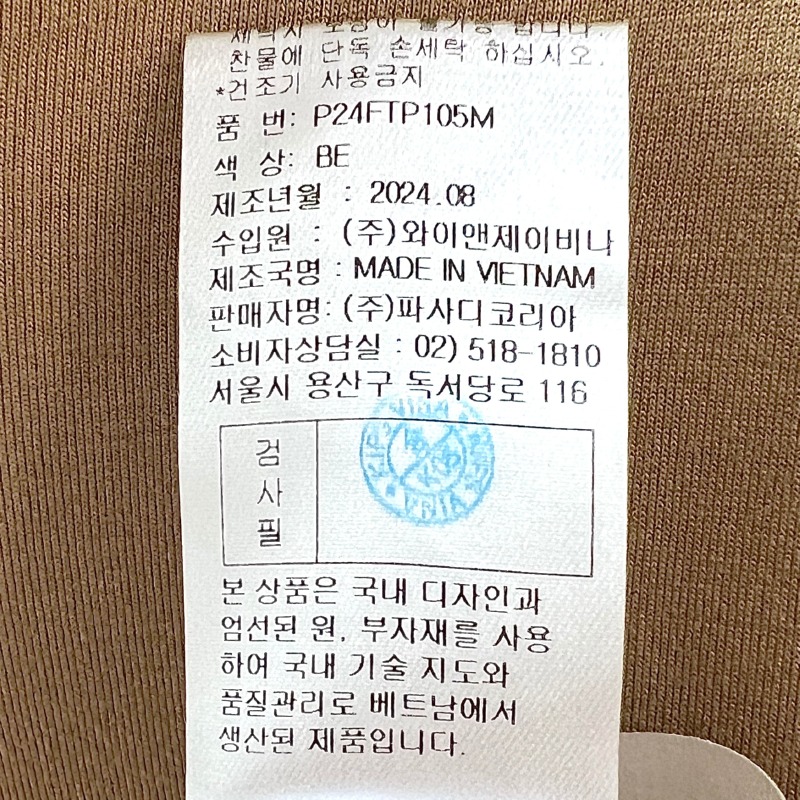 찬물에 단독 손세탁 하십시오.
*건조기 사용금지
품 번: P24FTP105M
색 상: BE
제조년월 : 2024.08
수입원 : (주)와이앤제이비나
제조국명 : MADE IN VIETNAM
판매자명: (주)파사디코리아
소비자상담실 : 02) 518-1810
서울시 용산구 독서당로 116
검
사
필
본 상품은 국내 디자인과
엄선된 원, 부자재를 사용
하여 국내 기술 지도와
품질관리로 베트남에서
생산된 제품입니다.